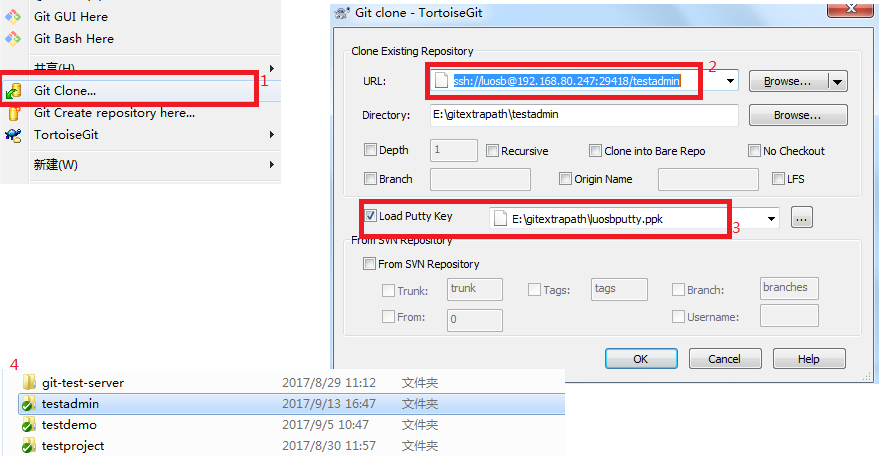 Git GUI Here
Git Bash Here
共享(H)
Git Clone...
1
Git Create repository here...
TortoiseGit
新建(W)
Git clone - TortoiseGit
Clone Existing Repository
URL: ssh://luosb@192.168.80.247:29418/testadmin Browse...
2
Directory: E:\gitextrapath\testadmin Browse...
Depth 1 Recursive Clone into Bare Repo No Checkout
Branch Origin Name LFS
Load Putty Key E:\gitextrapath\luosbputty.ppk ...
3
From SVN Repository
From SVN Repository
Trunk: trunk Tags: tags Branch: branches
From: 0 Username:
OK Cancel Help
4
git-test-server 2017/8/29 11:12 文件夹
testadmin 2017/9/13 16:47 文件夹
testdemo 2017/9/5 10:47 文件夹
testproject 2017/8/30 11:57 文件夹